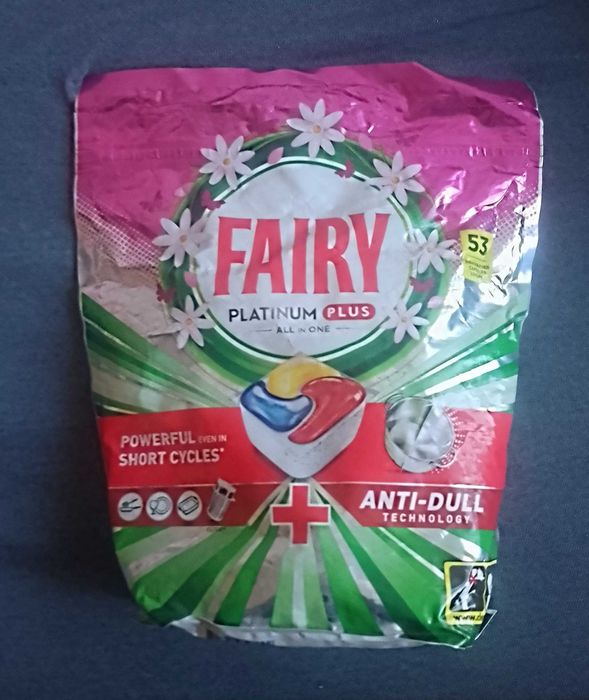 FAIRY
53
PLATINUM PLUS
ALL IN ONE
POWERFUL EVEN IN
SHORT CYCLES*
ANTI-DULL
TECHNOLOGY